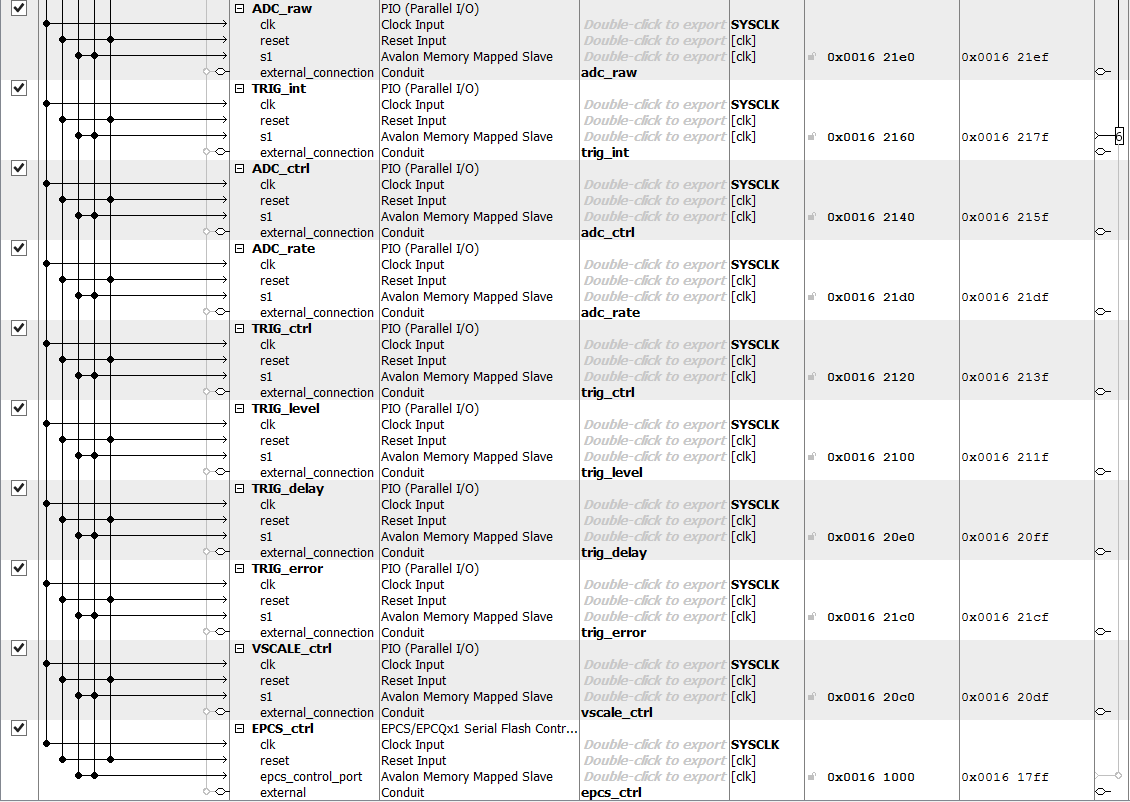 ADC_raw PIO (Parallel I/O)
clk Clock Input Double-click to export SYSCLK
reset Reset Input Double-click to export [clk]
s1 Avalon Memory Mapped Slave Double-click to export [clk] 0x0016 21e0 0x0016 21ef
external_connection Conduit adc_raw
TRIG_int PIO (Parallel I/O)
clk Clock Input Double-click to export SYSCLK
reset Reset Input Double-click to export [clk]
s1 Avalon Memory Mapped Slave Double-click to export [clk] 0x0016 2160 0x0016 217f 6
external_connection Conduit trig_int
ADC_ctrl PIO (Parallel I/O)
clk Clock Input Double-click to export SYSCLK
reset Reset Input Double-click to export [clk]
s1 Avalon Memory Mapped Slave Double-click to export [clk] 0x0016 2140 0x0016 215f
external_connection Conduit adc_ctrl
ADC_rate PIO (Parallel I/O)
clk Clock Input Double-click to export SYSCLK
reset Reset Input Double-click to export [clk]
s1 Avalon Memory Mapped Slave Double-click to export [clk] 0x0016 21d0 0x0016 21df
external_connection Conduit adc_rate
TRIG_ctrl PIO (Parallel I/O)
clk Clock Input Double-click to export SYSCLK
reset Reset Input Double-click to export [clk]
s1 Avalon Memory Mapped Slave Double-click to export [clk] 0x0016 2120 0x0016 213f
external_connection Conduit trig_ctrl
TRIG_level PIO (Parallel I/O)
clk Clock Input Double-click to export SYSCLK
reset Reset Input Double-click to export [clk]
s1 Avalon Memory Mapped Slave Double-click to export [clk] 0x0016 2100 0x0016 211f
external_connection Conduit trig_level
TRIG_delay PIO (Parallel I/O)
clk Clock Input Double-click to export SYSCLK
reset Reset Input Double-click to export [clk]
s1 Avalon Memory Mapped Slave Double-click to export [clk] 0x0016 20e0 0x0016 20ff
external_connection Conduit trig_delay
TRIG_error PIO (Parallel I/O)
clk Clock Input Double-click to export SYSCLK
reset Reset Input Double-click to export [clk]
s1 Avalon Memory Mapped Slave Double-click to export [clk] 0x0016 21c0 0x0016 21cf
external_connection Conduit trig_error
VSCALE_ctrl PIO (Parallel I/O)
clk Clock Input Double-click to export SYSCLK
reset Reset Input Double-click to export [clk]
s1 Avalon Memory Mapped Slave Double-click to export [clk] 0x0016 20c0 0x0016 20df
external_connection Conduit vscale_ctrl
EPCS_ctrl EPCS/EPCQx1 Serial Flash Contr...
clk Clock Input Double-click to export SYSCLK
reset Reset Input Double-click to export [clk]
epcs_control_port Avalon Memory Mapped Slave Double-click to export [clk] 0x0016 1000 0x0016 17ff
external Conduit epcs_ctrl